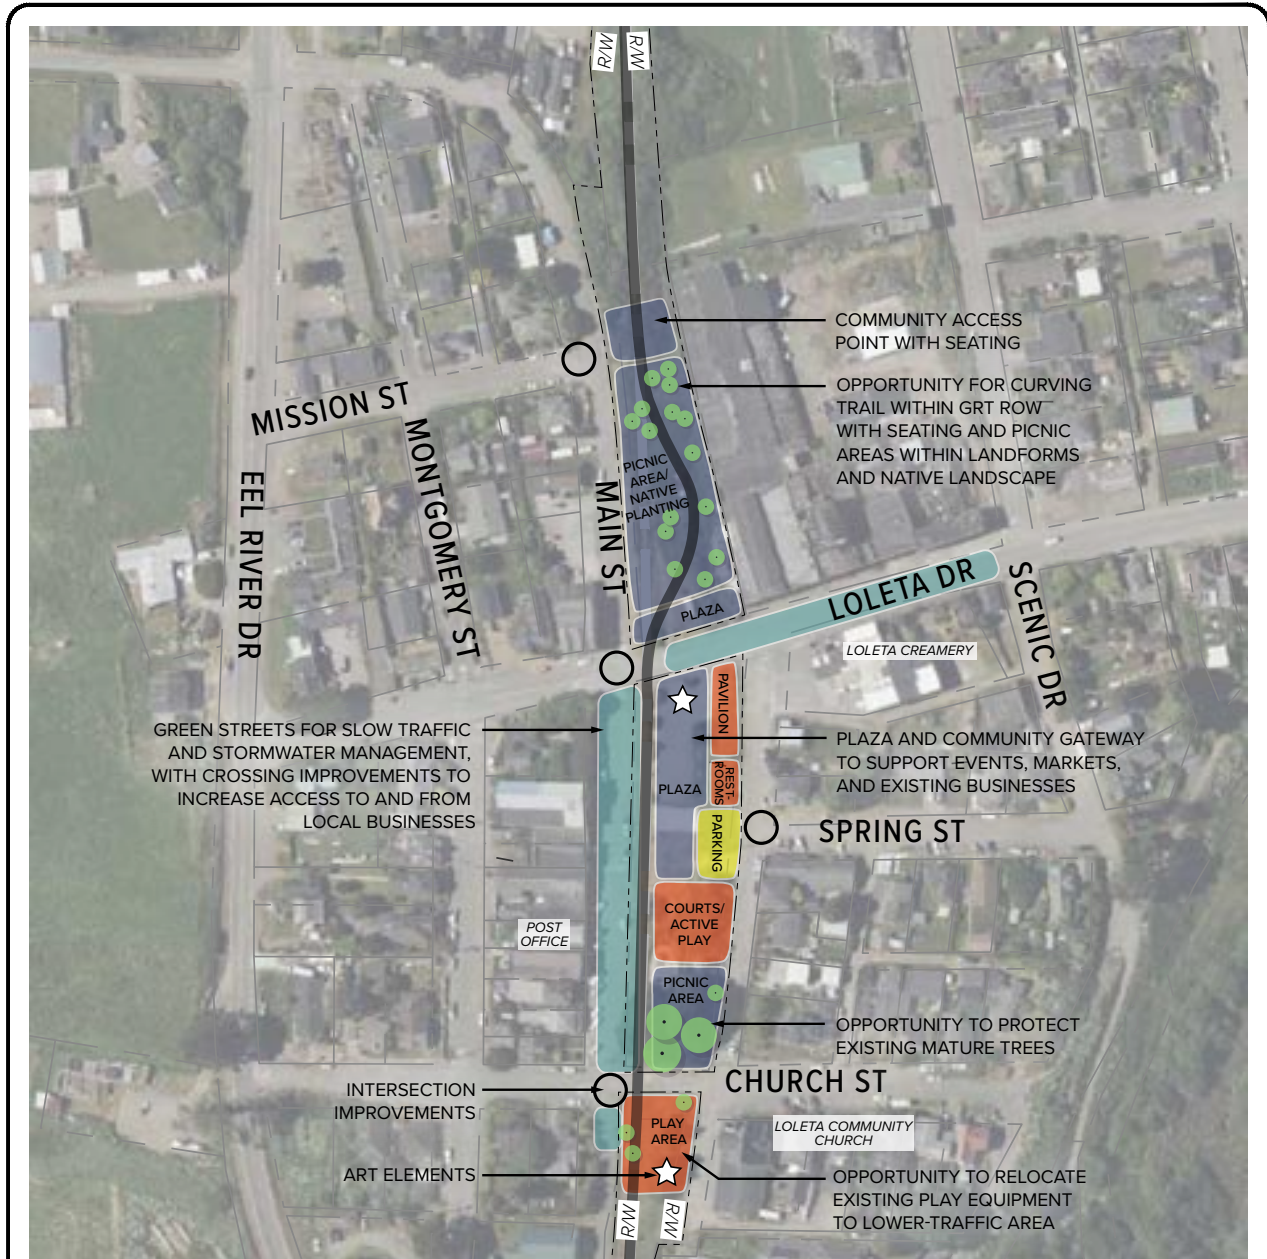 R/W
R/W
COMMUNITY ACCESS
POINT WITH SEATING
OPPORTUNITY FOR CURVING
TRAIL WITHIN GRT ROW
WITH SEATING AND PICNIC
AREAS WITHIN LANDFORMS
AND NATIVE LANDSCAPE
MISSION ST
MONTGOMERY ST
EEL RIVER DR
MAIN ST
PICNIC
AREA/
NATIVE
PLANTING
PLAZA
LOLETA DR
SCENIC DR
LOLETA CREAMERY
GREEN STREETS FOR SLOW TRAFFIC
AND STORMWATER MANAGEMENT,
WITH CROSSING IMPROVEMENTS TO
INCREASE ACCESS TO AND FROM
LOCAL BUSINESSES
PAVILION
PLAZA
REST-
ROOMS
PARKING
PLAZA AND COMMUNITY GATEWAY
TO SUPPORT EVENTS, MARKETS,
AND EXISTING BUSINESSES
SPRING ST
COURTS/
ACTIVE
PLAY
POST
OFFICE
PICNIC
AREA
OPPORTUNITY TO PROTECT
EXISTING MATURE TREES
CHURCH ST
INTERSECTION
IMPROVEMENTS
PLAY
AREA
LOLETA COMMUNITY
CHURCH
ART ELEMENTS
OPPORTUNITY TO RELOCATE
EXISTING PLAY EQUIPMENT
TO LOWER-TRAFFIC AREA
R/W
R/W